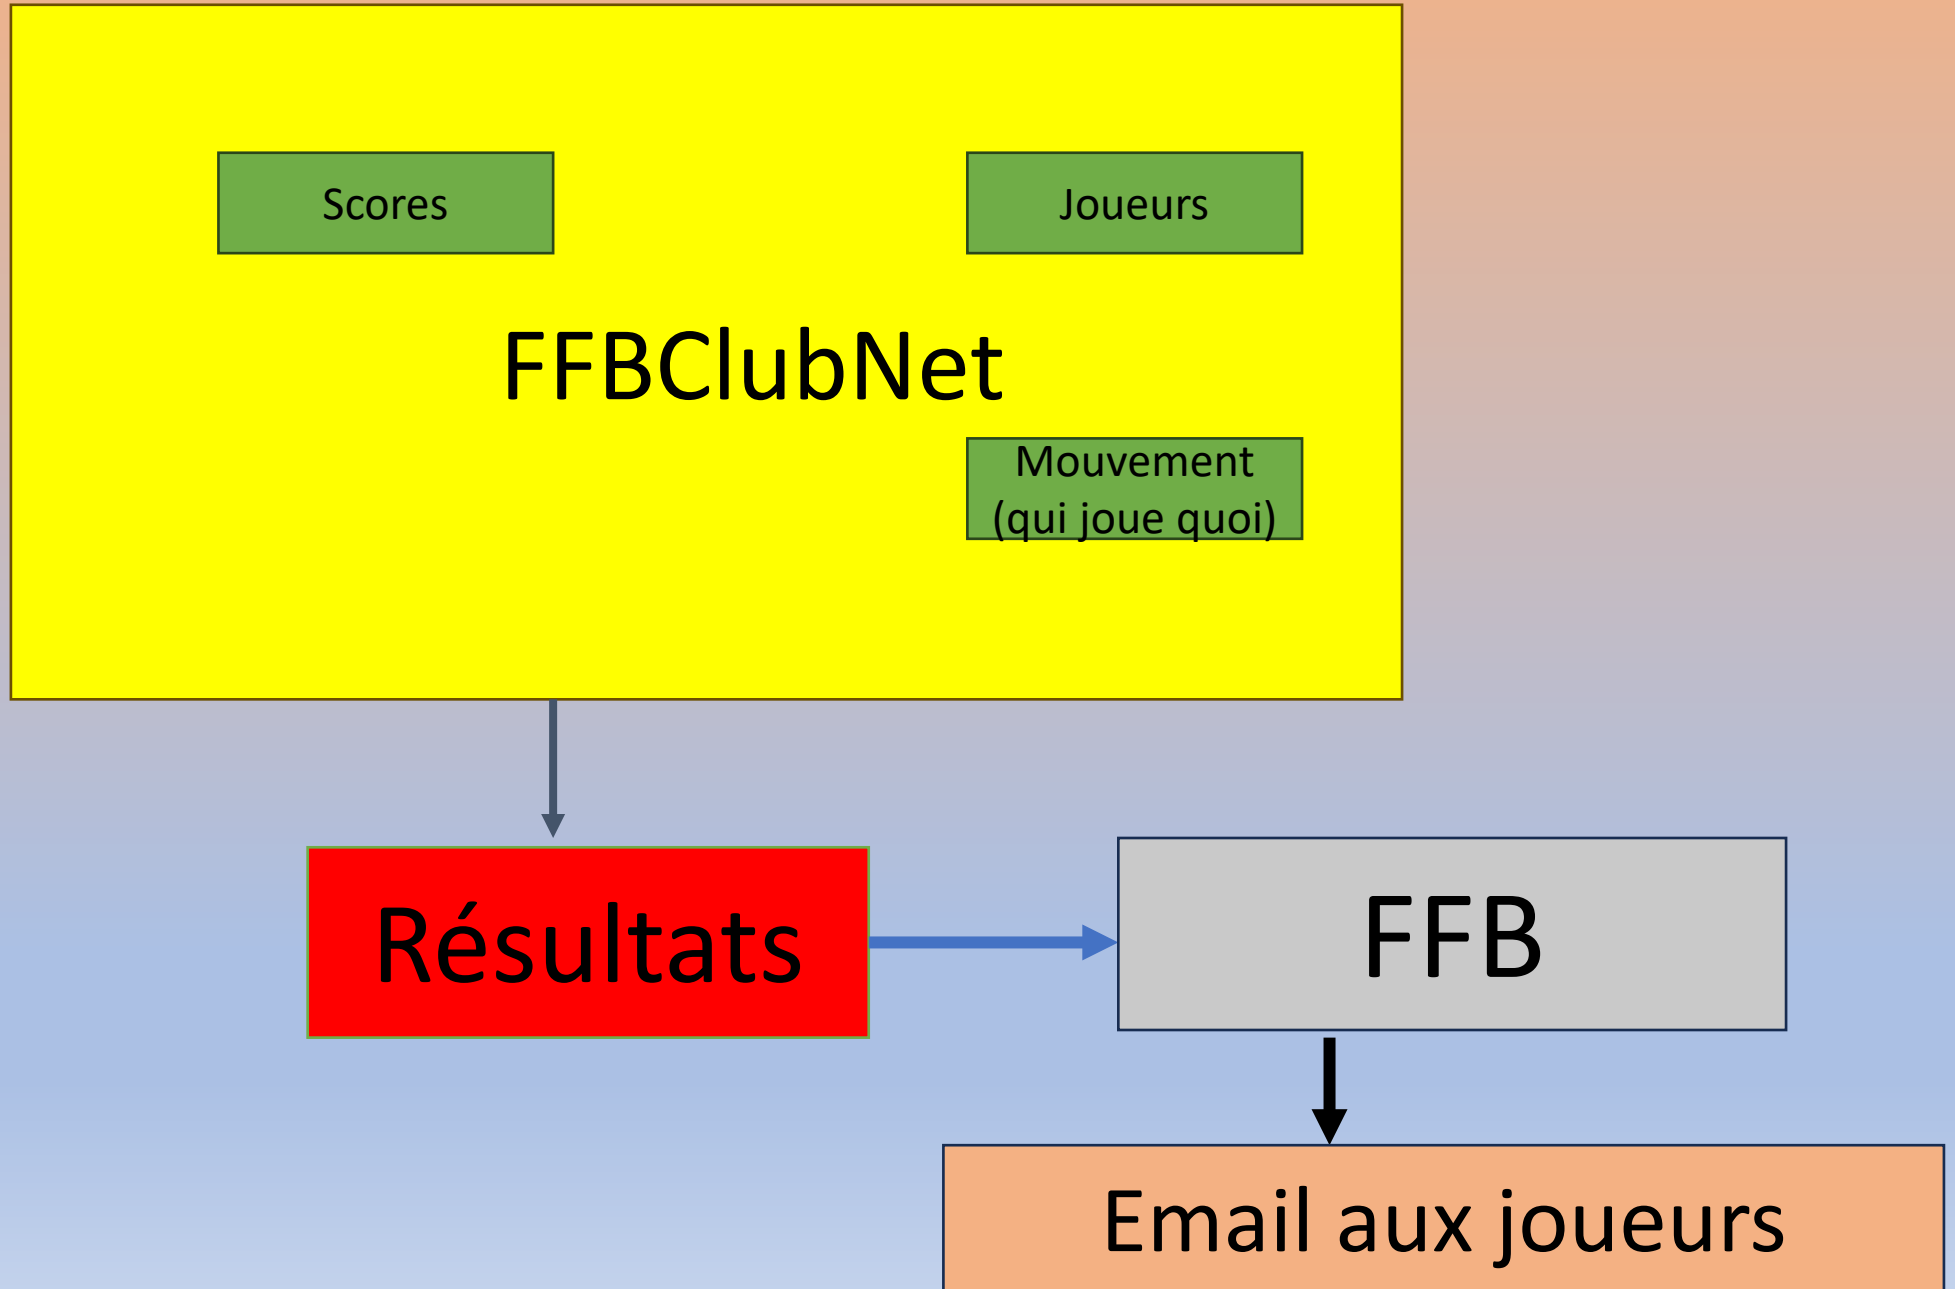 Scores
Joueurs
FFBClubNet
Mouvement
(qui joue quoi)
Résultats
FFB
Email aux joueurs